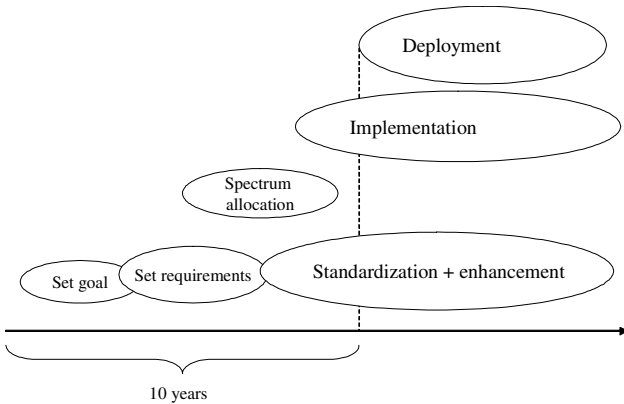 Deployment
Implementation
Spectrum
allocation
Set goal
Set requirements
Standardization + enhancement
10 years